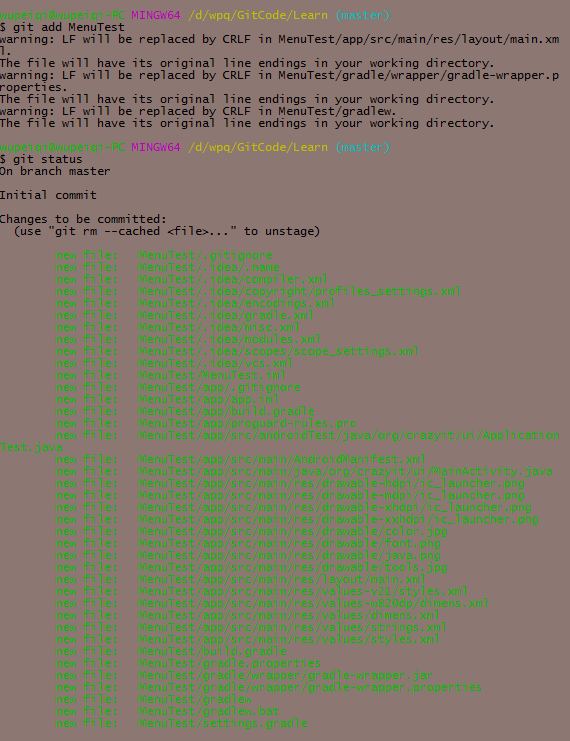 wupeiqi@wupeiqi-PC MINGW64 /d/wpq/GitCode/Learn (master)
$ git add MenuTest
warning: LF will be replaced by CRLF in MenuTest/app/src/main/res/layout/main.xm
l.
The file will have its original line endings in your working directory.
warning: LF will be replaced by CRLF in MenuTest/gradle/wrapper/gradle-wrapper.p
roperties.
The file will have its original line endings in your working directory.
warning: LF will be replaced by CRLF in MenuTest/gradlew.
The file will have its original line endings in your working directory.
wupeiqi@wupeiqi-PC MINGW64 /d/wpq/GitCode/Learn (master)
$ git status
On branch master
Initial commit
Changes to be committed:
(use "git rm --cached <file>..." to unstage)
new file: MenuTest/.gitignore
new file: MenuTest/.idea/.name
new file: MenuTest/.idea/compiler.xml
new file: MenuTest/.idea/copyright/profiles_settings.xml
new file: MenuTest/.idea/encodings.xml
new file: MenuTest/.idea/gradle.xml
new file: MenuTest/.idea/misc.xml
new file: MenuTest/.idea/modules.xml
new file: MenuTest/.idea/scopes/scope_settings.xml
new file: MenuTest/.idea/vcs.xml
new file: MenuTest/MenuTest.iml
new file: MenuTest/app/.gitignore
new file: MenuTest/app/app.iml
new file: MenuTest/app/build.gradle
new file: MenuTest/app/proguard-rules.pro
new file: MenuTest/app/src/androidTest/java/org/crazyit/ui/Application
Test.java
new file: MenuTest/app/src/main/AndroidManifest.xml
new file: MenuTest/app/src/main/java/org/crazyit/ui/MainActivity.java
new file: MenuTest/app/src/main/res/drawable-hdpi/ic_launcher.png
new file: MenuTest/app/src/main/res/drawable-mdpi/ic_launcher.png
new file: MenuTest/app/src/main/res/drawable-xhdpi/ic_launcher.png
new file: MenuTest/app/src/main/res/drawable-xxhdpi/ic_launcher.png
new file: MenuTest/app/src/main/res/drawable/color.jpg
new file: MenuTest/app/src/main/res/drawable/font.png
new file: MenuTest/app/src/main/res/drawable/java.png
new file: MenuTest/app/src/main/res/drawable/tools.jpg
new file: MenuTest/app/src/main/res/layout/main.xml
new file: MenuTest/app/src/main/res/values-v21/styles.xml
new file: MenuTest/app/src/main/res/values-w820dp/dimens.xml
new file: MenuTest/app/src/main/res/values/dimens.xml
new file: MenuTest/app/src/main/res/values/strings.xml
new file: MenuTest/app/src/main/res/values/styles.xml
new file: MenuTest/build.gradle
new file: MenuTest/gradle.properties
new file: MenuTest/gradle/wrapper/gradle-wrapper.jar
new file: MenuTest/gradle/wrapper/gradle-wrapper.properties
new file: MenuTest/gradlew
new file: MenuTest/gradlew.bat
new file: MenuTest/settings.gradle